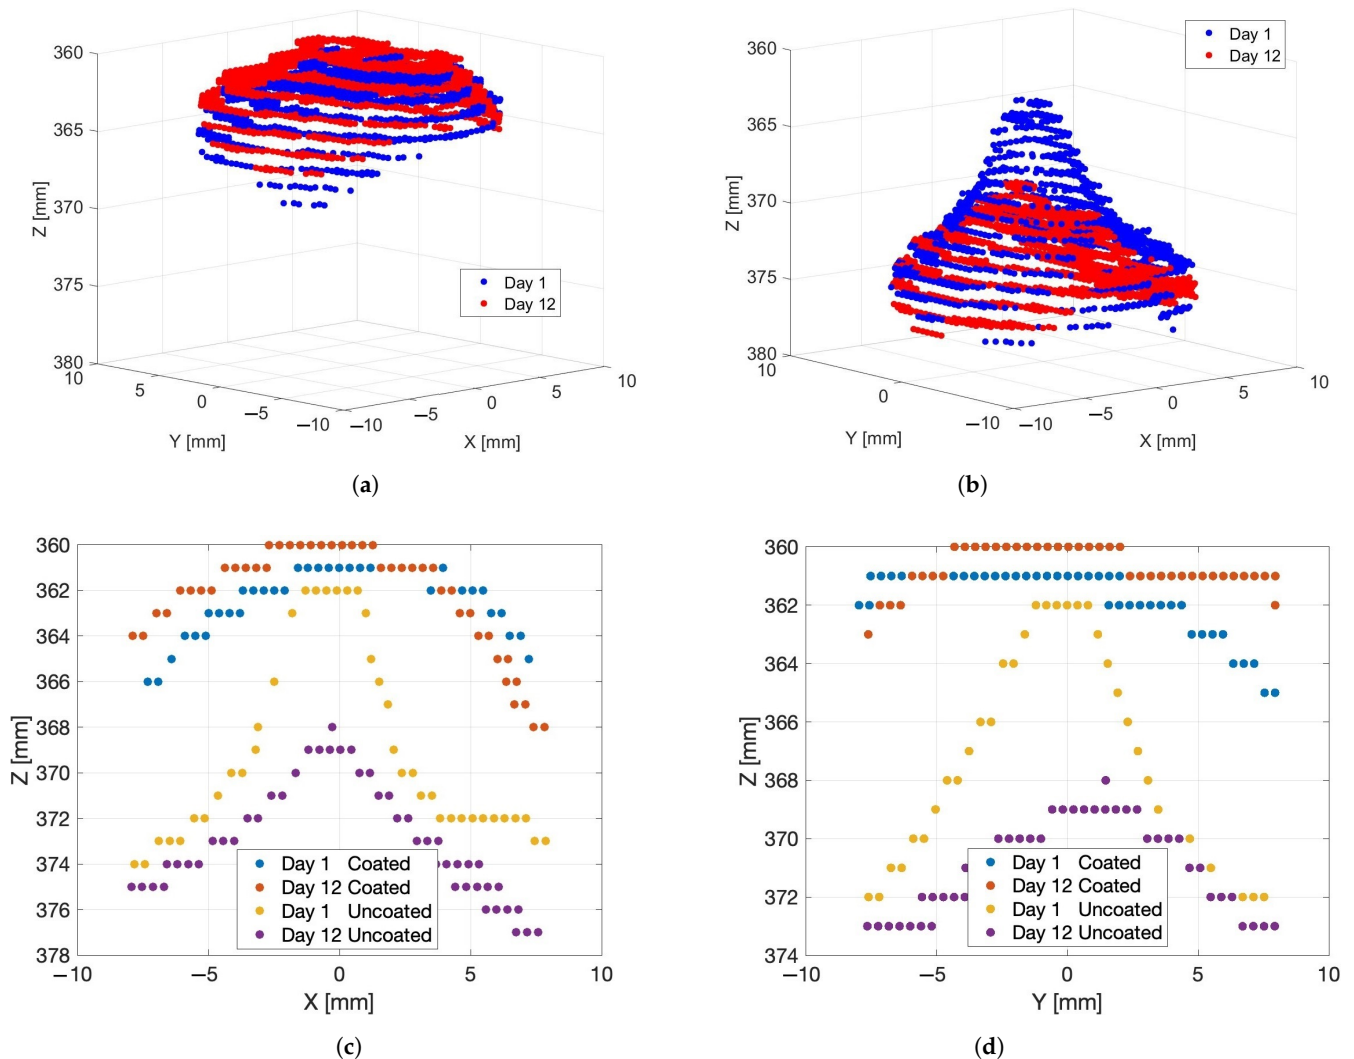 360
365
370
375
380
10
5
0
−5
−10
−10
−5
0
5
10
Z [mm]
Y [mm]
X [mm]
Day 1
Day 12
(a)
360
365
370
375
380
10
0
−10
−10
−5
0
5
10
Z [mm]
Y [mm]
X [mm]
Day 1
Day 12
(b)
360
362
364
366
368
370
372
374
376
378
−10
−5
0
5
10
Z [mm]
X [mm]
Day 1 Coated
Day 12 Coated
Day 1 Uncoated
Day 12 Uncoated
(c)
360
362
364
366
368
370
372
374
−10
−5
0
5
10
Z [mm]
Y [mm]
Day 1 Coated
Day 12 Coated
Day 1 Uncoated
Day 12 Uncoated
(d)